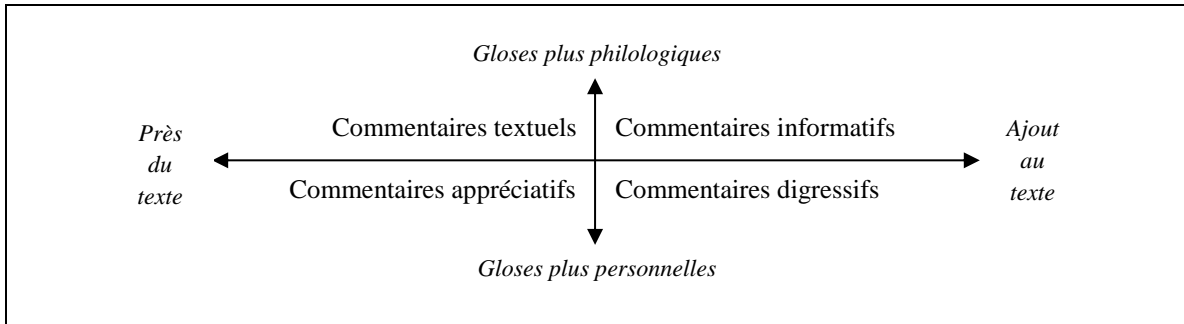 Gloses plus philologiques
Commentaires textuels
Commentaires informatifs
Près
du
texte
Ajout
au
texte
Commentaires appréciatifs
Commentaires digressifs
Gloses plus personnelles